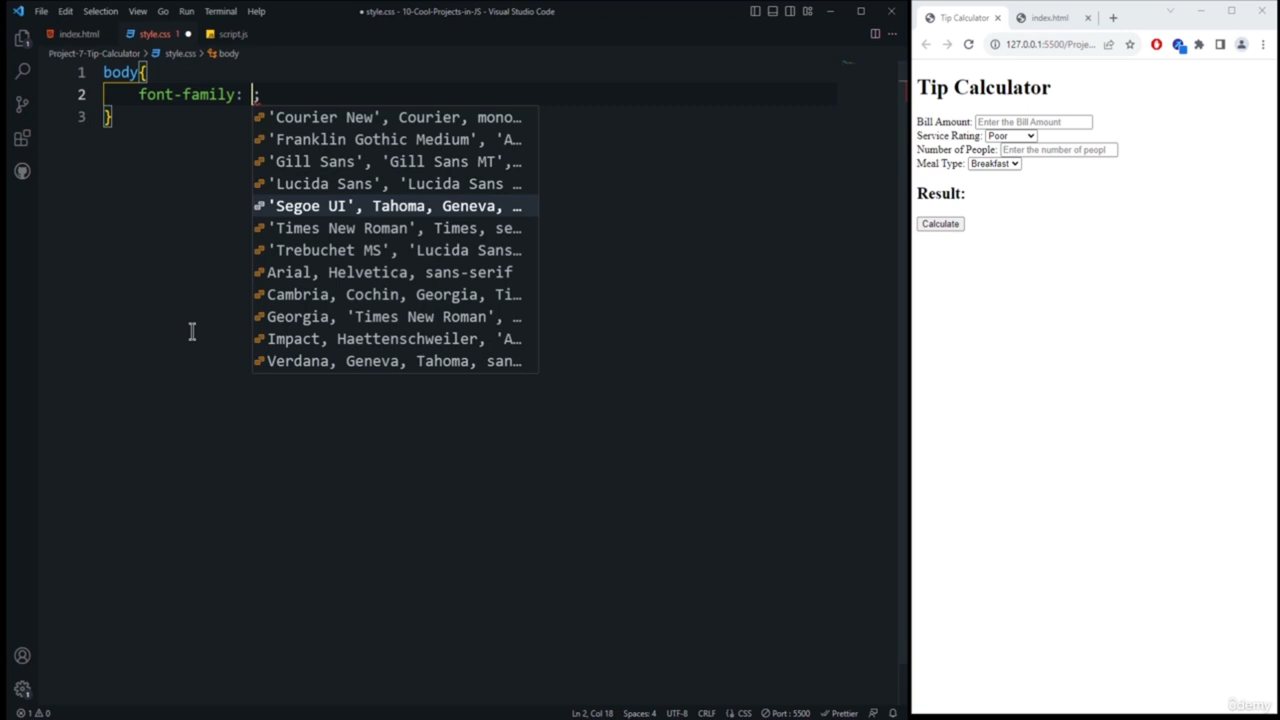 File Edit Selection View Go Run Terminal Help
● style.css - 10-Cool-Projects-in-JS - Visual Studio Code
index.html
style.css 1 ●
script.js
Project-7-Tip-Calculator > style.css > body
1 body{
2 font-family: ;
3 }
'Courier New', Courier, mono…
'Franklin Gothic Medium', 'A…
'Gill Sans', 'Gill Sans MT',…
'Lucida Sans', 'Lucida Sans …
'Segoe UI', Tahoma, Geneva, …
'Times New Roman', Times, se…
'Trebuchet MS', 'Lucida Sans…
Arial, Helvetica, sans-serif
Cambria, Cochin, Georgia, Ti…
Georgia, 'Times New Roman', …
Impact, Haettenschweiler, 'A…
Verdana, Geneva, Tahoma, san…
1 0
Ln 2, Col 18 Spaces: 4 UTF-8 CRLF {} CSS Port : 5500 Prettier
Tip Calculator
index.html
127.0.0.1:5500/Proje...
Tip Calculator
Bill Amount: Enter the Bill Amount
Service Rating: Poor
Number of People: Enter the number of peopl
Meal Type: Breakfast
Result:
Calculate
ûdemy